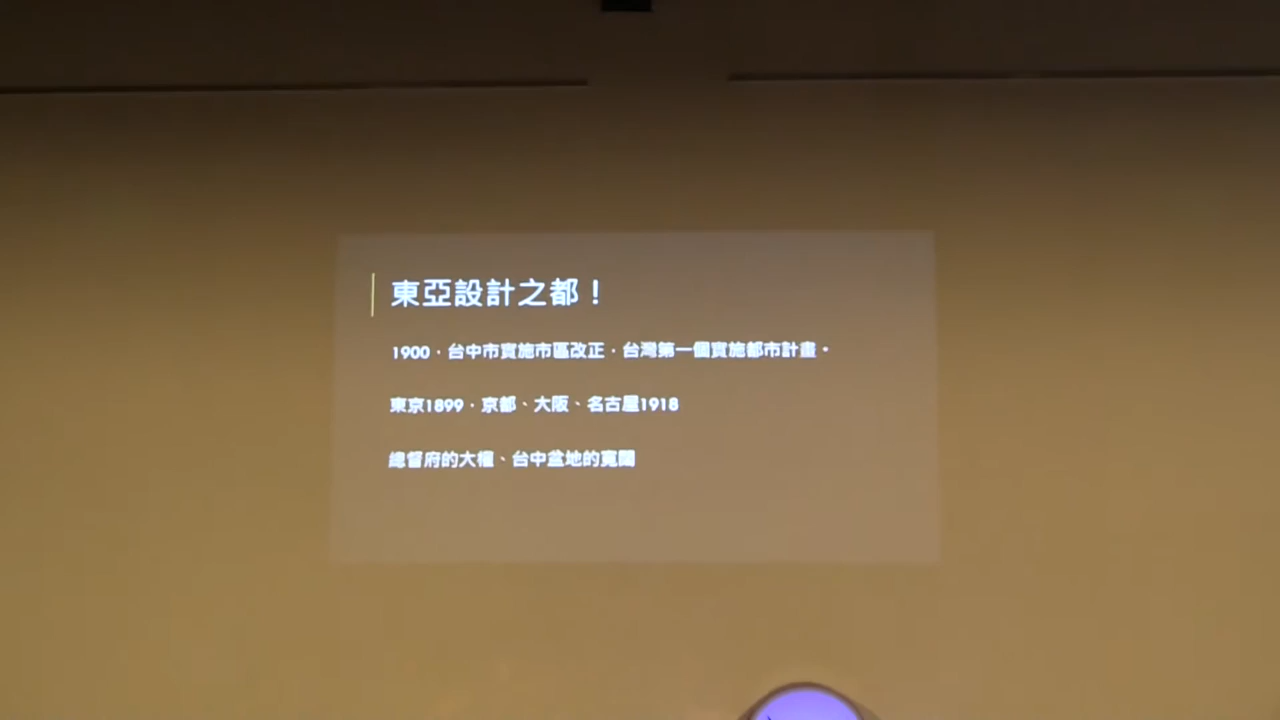 東亞設計之都！
1900，台中市實施市區改正，台灣第一個實施都市計畫。
東京1899，京都、大阪、名古屋1918
總督府的大權、台中盆地的寬闊